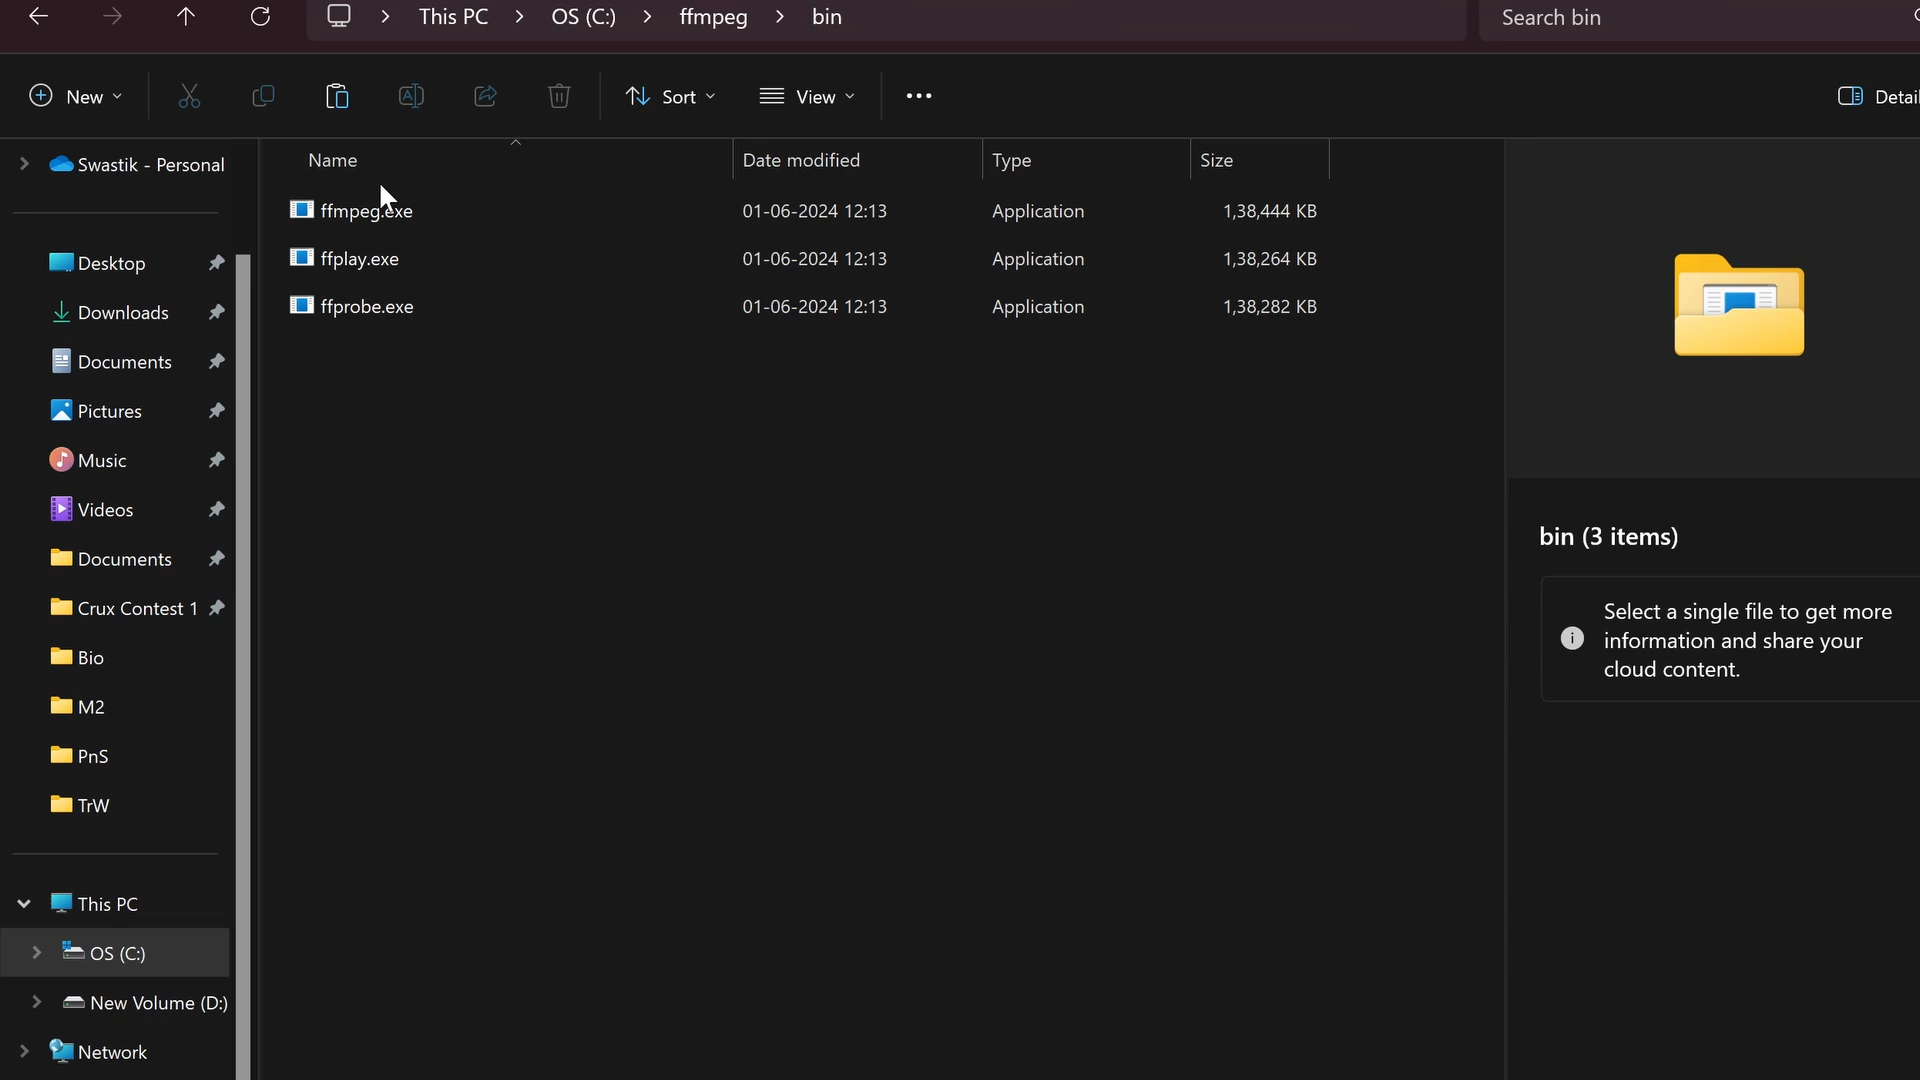 This PC > OS (C:) > ffmpeg > bin
Search bin
New
Sort
View
Detail
Swastik - Personal
Desktop
Downloads
Documents
Pictures
Music
Videos
Documents
Crux Contest 1
Bio
M2
PnS
TrW
This PC
OS (C:)
New Volume (D:)
Network
Name Date modified Type Size
ffmpeg.exe 01-06-2024 12:13 Application 1,38,444 KB
ffplay.exe 01-06-2024 12:13 Application 1,38,264 KB
ffprobe.exe 01-06-2024 12:13 Application 1,38,282 KB
bin (3 items)
Select a single file to get more
information and share your
cloud content.